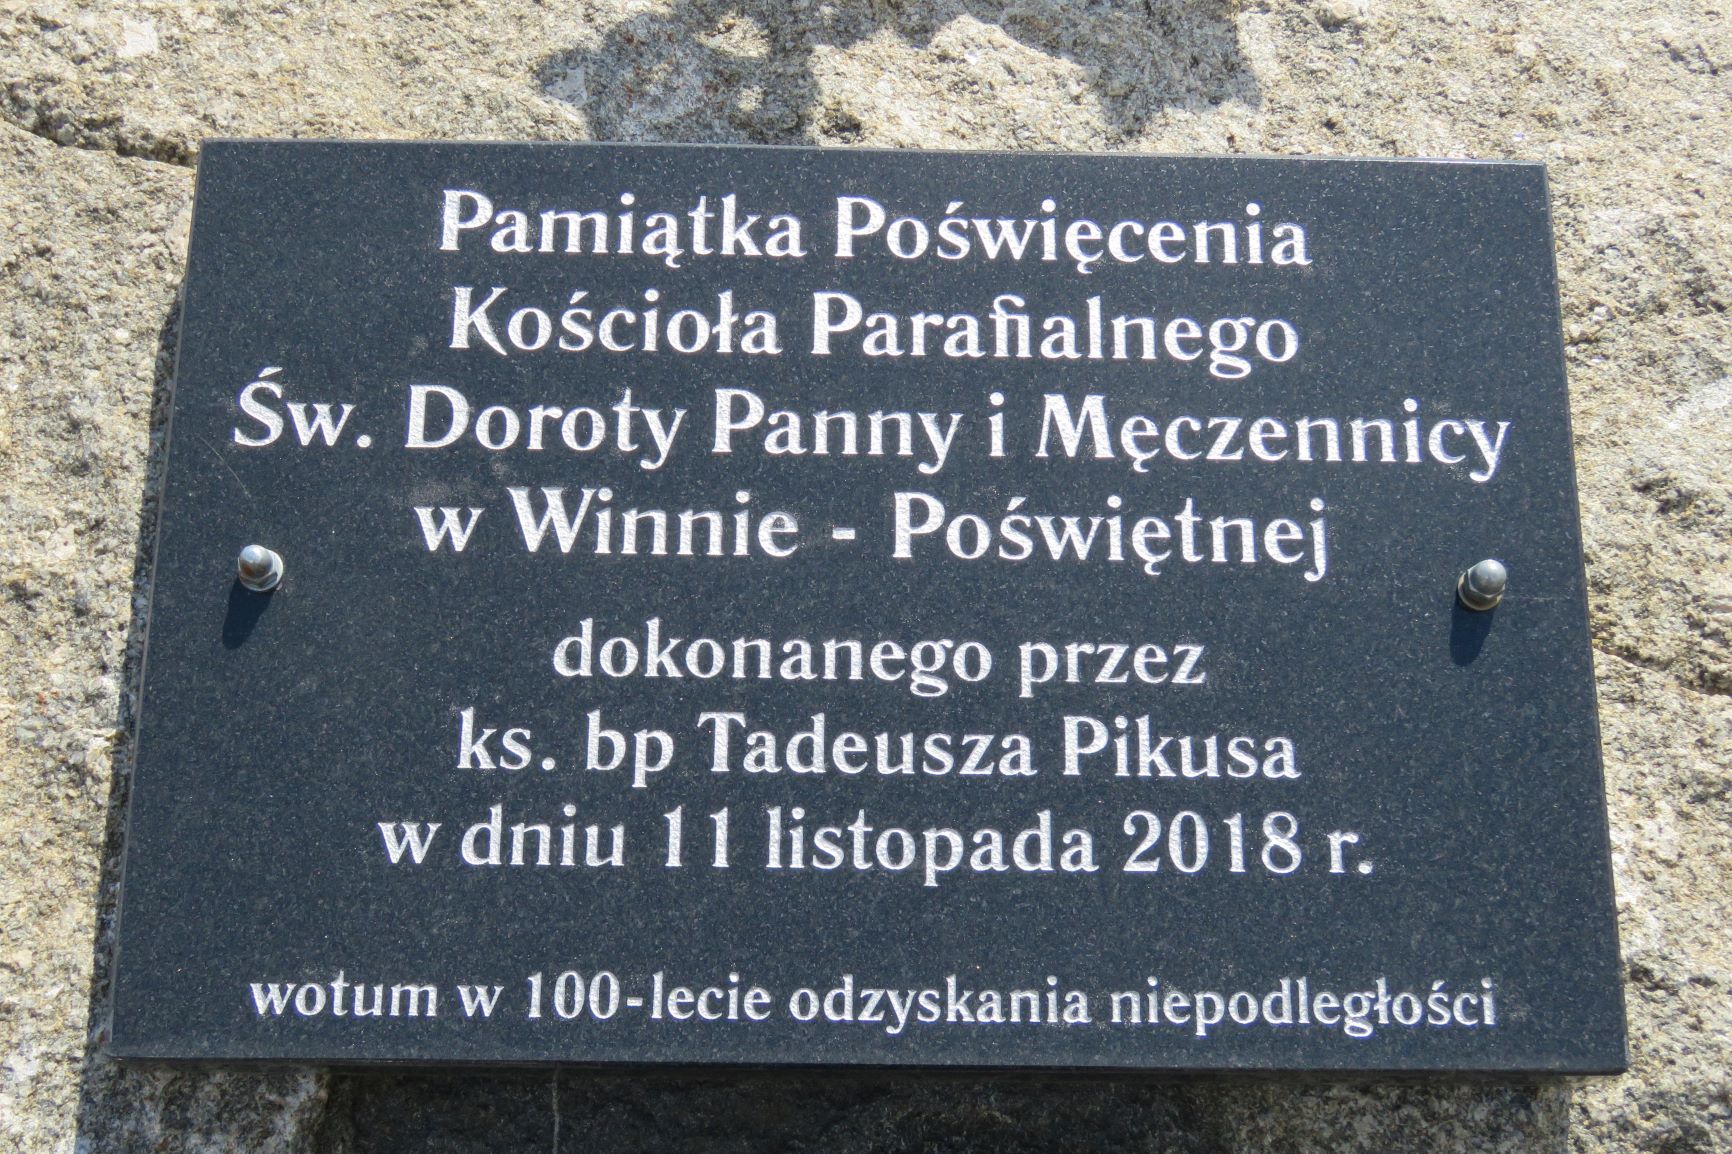 Pamiątka Poświęcenia
Kościoła Parafialnego
Św. Doroty Panny i Męczennicy
w Winnie - Poświętnej
dokonanego przez
ks. bp Tadeusza Pikusa
w dniu 11 listopada 2018 r.
wotum w 100-lecie odzyskania niepodległości